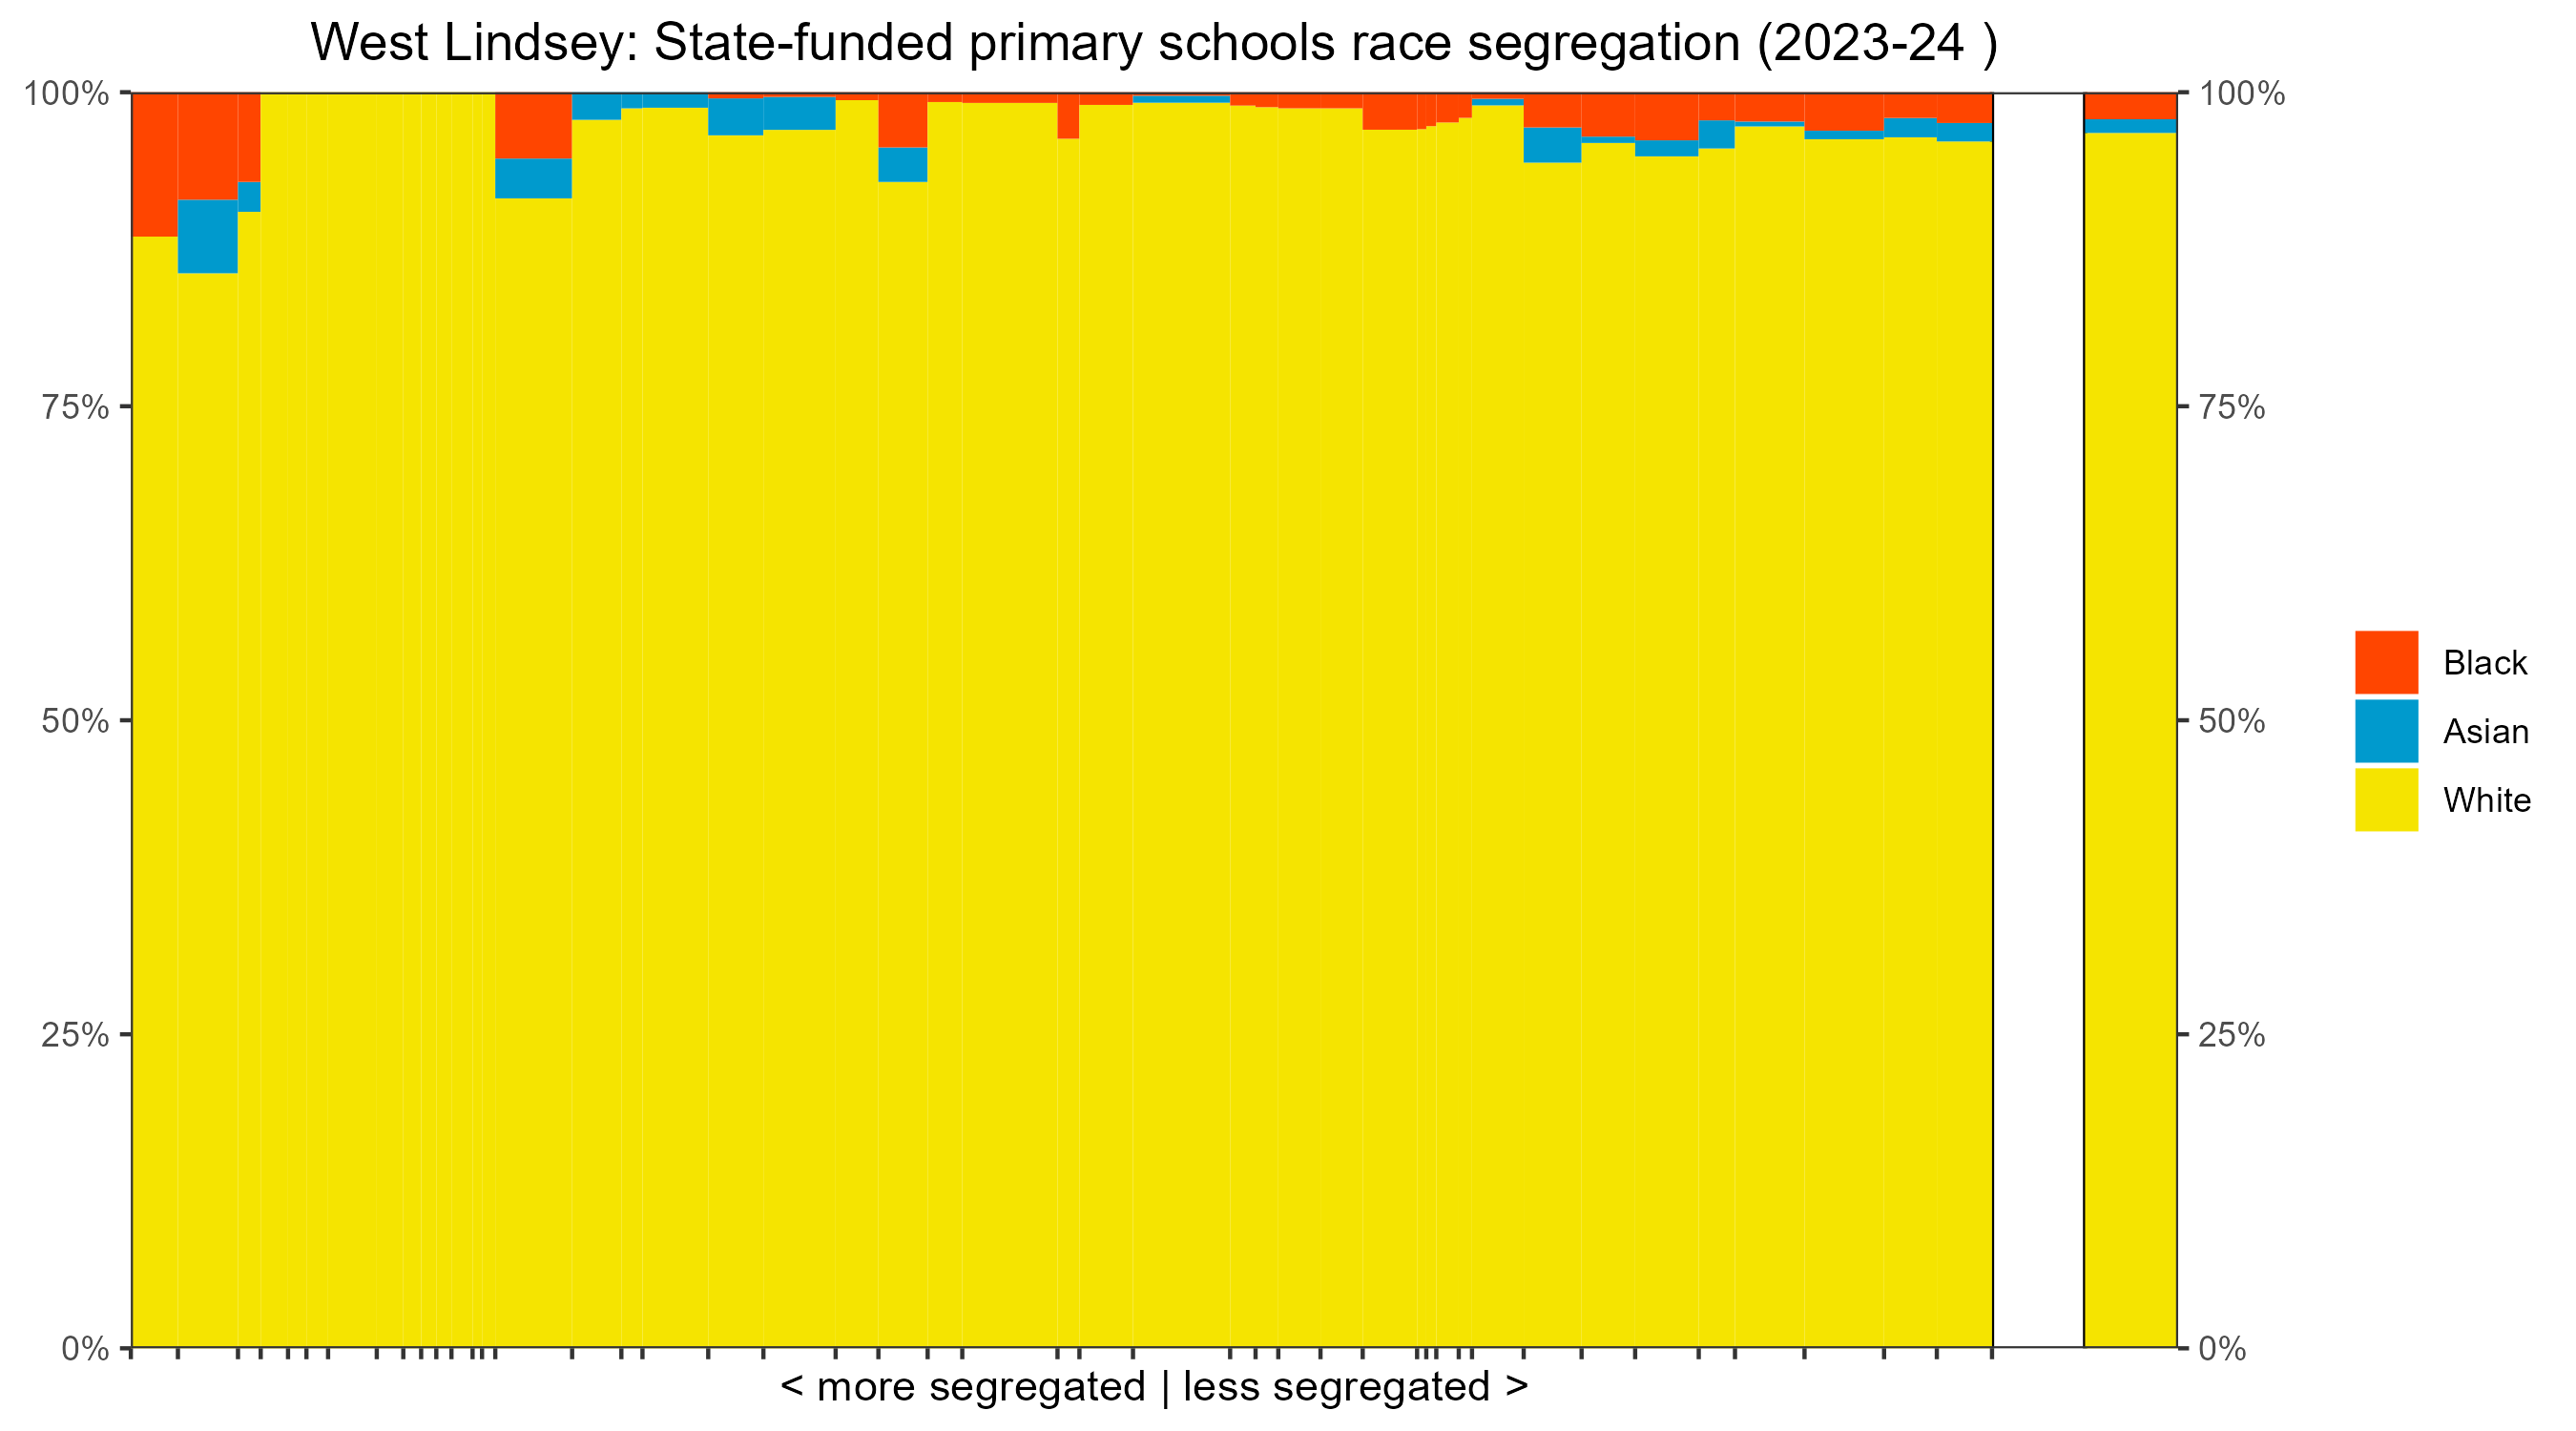 West Lindsey: State-funded primary schools race segregation (2023-24 )
100%
75%
50%
25%
0%
100%
75%
50%
25%
0%
Black
Asian
White
< more segregated | less segregated >